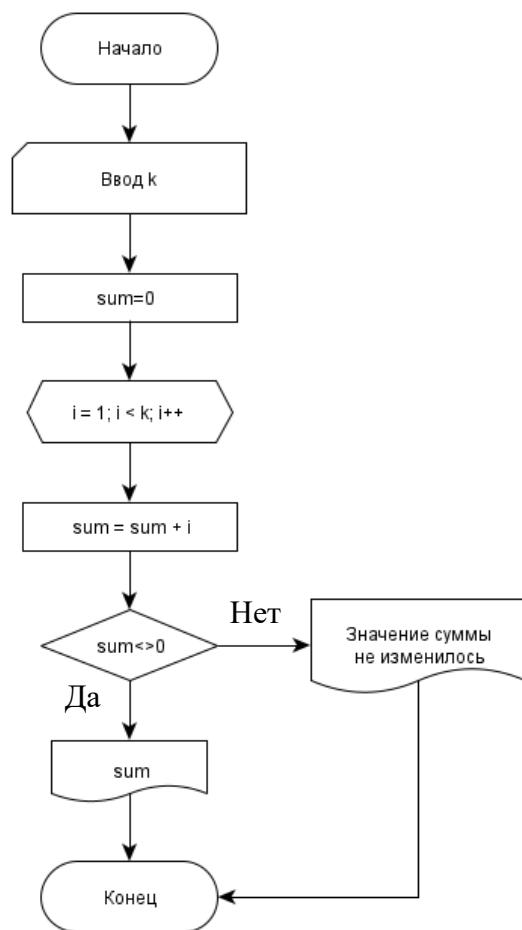 Начало
Ввод k
sum=0
i = 1; i < k; i++
sum = sum + i
sum<>0
Нет
Значение суммы
не изменилось
Да
sum
Конец